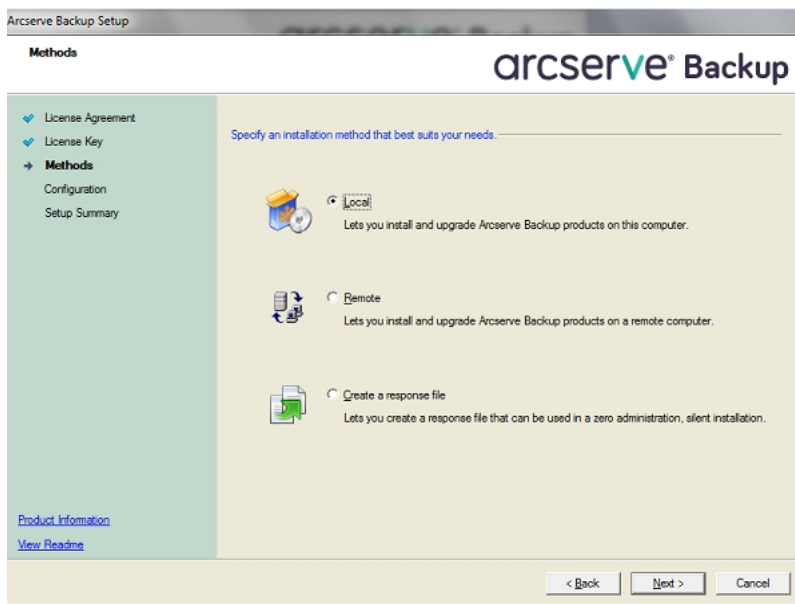 Arcserve Backup Setup
Methods
arcserve® Backup
License Agreement
License Key
Methods
Configuration
Setup Summary
Product Information
View Readme
Specify an installation method that best suits your needs.
Local
Lets you install and upgrade Arcserve Backup products on this computer.
Remote
Lets you install and upgrade Arcserve Backup products on a remote computer.
Create a response file
Lets you create a response file that can be used in a zero administration, silent installation.
< Back
Next >
Cancel